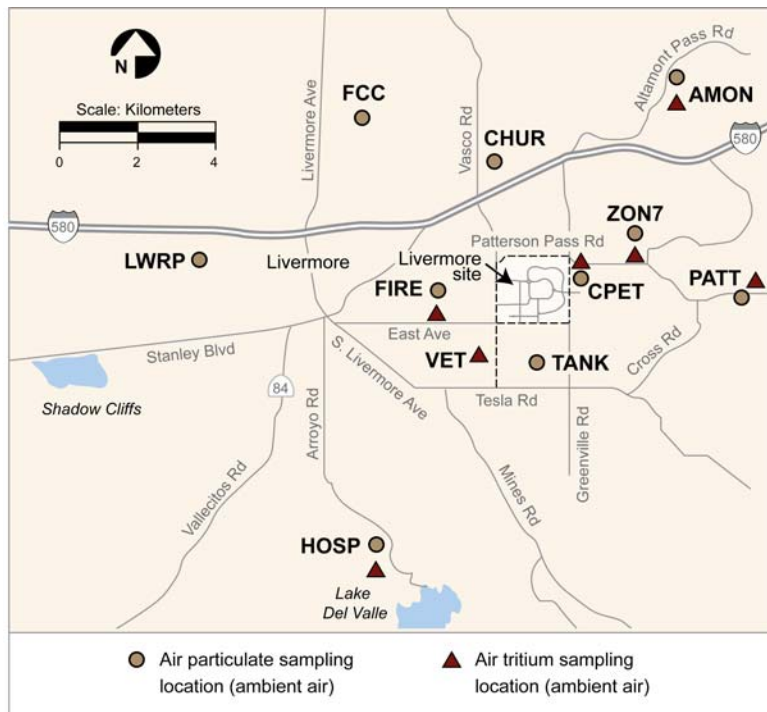 Altamont Pass Rd
AMON
N
Livermore Ave
FCC
Vasco Rd
Scale: Kilometers
0 2 4
CHUR
580
580
ZON7
Patterson Pass Rd
LWRP
Livermore
Livermore
site
FIRE
CPET
PATT
East Ave
Stanley Blvd
VET
TANK
Cross Rd
S. Livermore Ave
Tesla Rd
84
Shadow Cliffs
Arroyo Rd
Greenville Rd
Vallecitos Rd
Mines Rd
HOSP
Lake
Del Valle
Air particulate sampling
location (ambient air)
Air tritium sampling
location (ambient air)